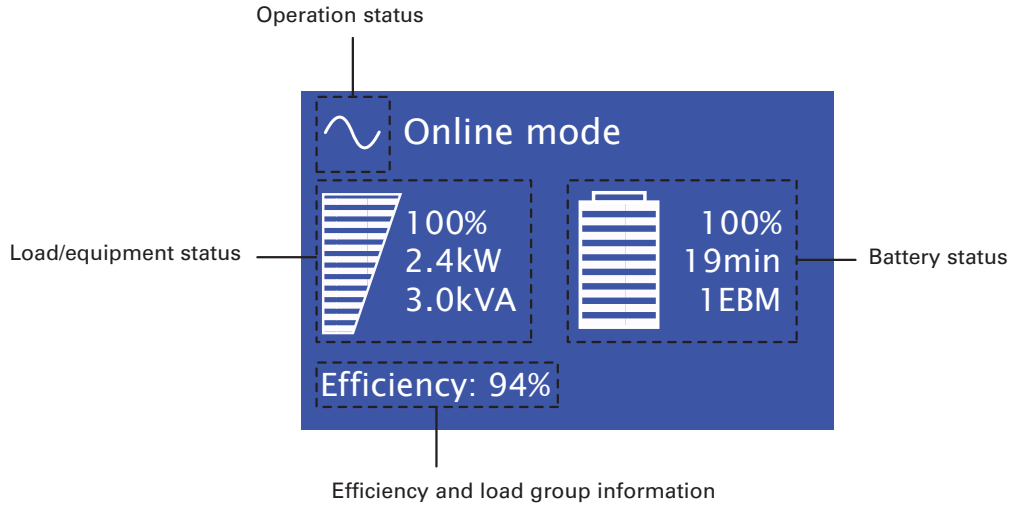 Operation status
Online mode
Load/equipment status
100%
2.4kW
3.0kVA
100%
19min
1EBM
Battery status
Efficiency: 94%
Efficiency and load group information